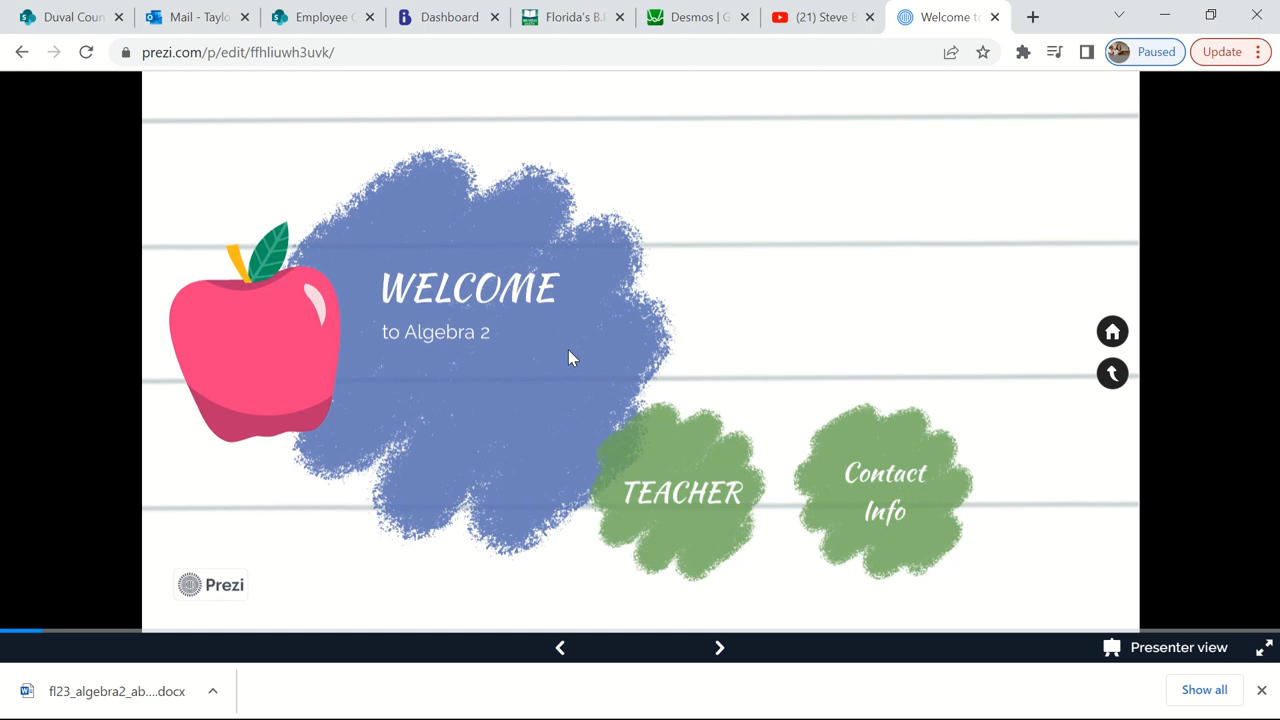 Duval Coun
Mail - Taylo
Employee C
Dashboard
Florida's B.
Desmos | G
(21) Steve E
Welcome to
prezi.com/p/edit/ffhliuwh3uvk/
Paused
Update
WELCOME
to Algebra 2
TEACHER
Contact
Info
Prezi
Presenter view
fl23_algebra2_ab....docx
Show all